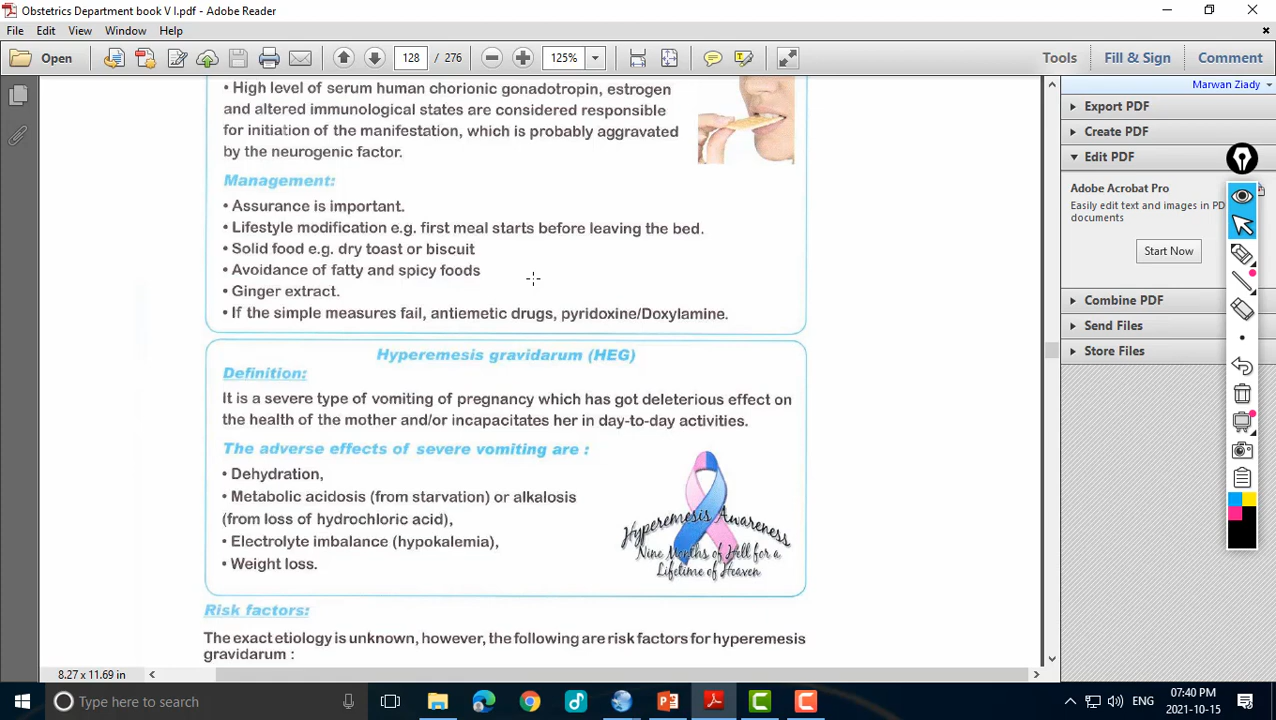 Obstetrics Department book V I.pdf - Adobe Reader
File Edit View Window Help
Open 128 / 276 125% Tools Fill & Sign Comment
Marwan Ziady
• High level of serum human chorionic gonadotropin, estrogen
and altered immunological states are considered responsible
for initiation of the manifestation, which is probably aggravated
by the neurogenic factor.
Management:
• Assurance is important.
• Lifestyle modification e.g. first meal starts before leaving the bed.
• Solid food e.g. dry toast or biscuit
• Avoidance of fatty and spicy foods
• Ginger extract.
• If the simple measures fail, antiemetic drugs, pyridoxine/Doxylamine.
Hyperemesis gravidarum (HEG)
Definition:
It is a severe type of vomiting of pregnancy which has got deleterious effect on
the health of the mother and/or incapacitates her in day-to-day activities.
The adverse effects of severe vomiting are :
• Dehydration,
• Metabolic acidosis (from starvation) or alkalosis
(from loss of hydrochloric acid),
• Electrolyte imbalance (hypokalemia),
• Weight loss.
Hyperemesis Awareness
Nine Months of Hell for a
Lifetime of Heaven
Risk factors:
The exact etiology is unknown, however, the following are risk factors for hyperemesis
gravidarum :
8.27 x 11.69 in
Export PDF
Create PDF
Edit PDF
Adobe Acrobat Pro
Easily edit text and images in PD
documents
Start Now
Combine PDF
Send Files
Store Files
Type here to search
ENG
07:40 PM
2021-10-15